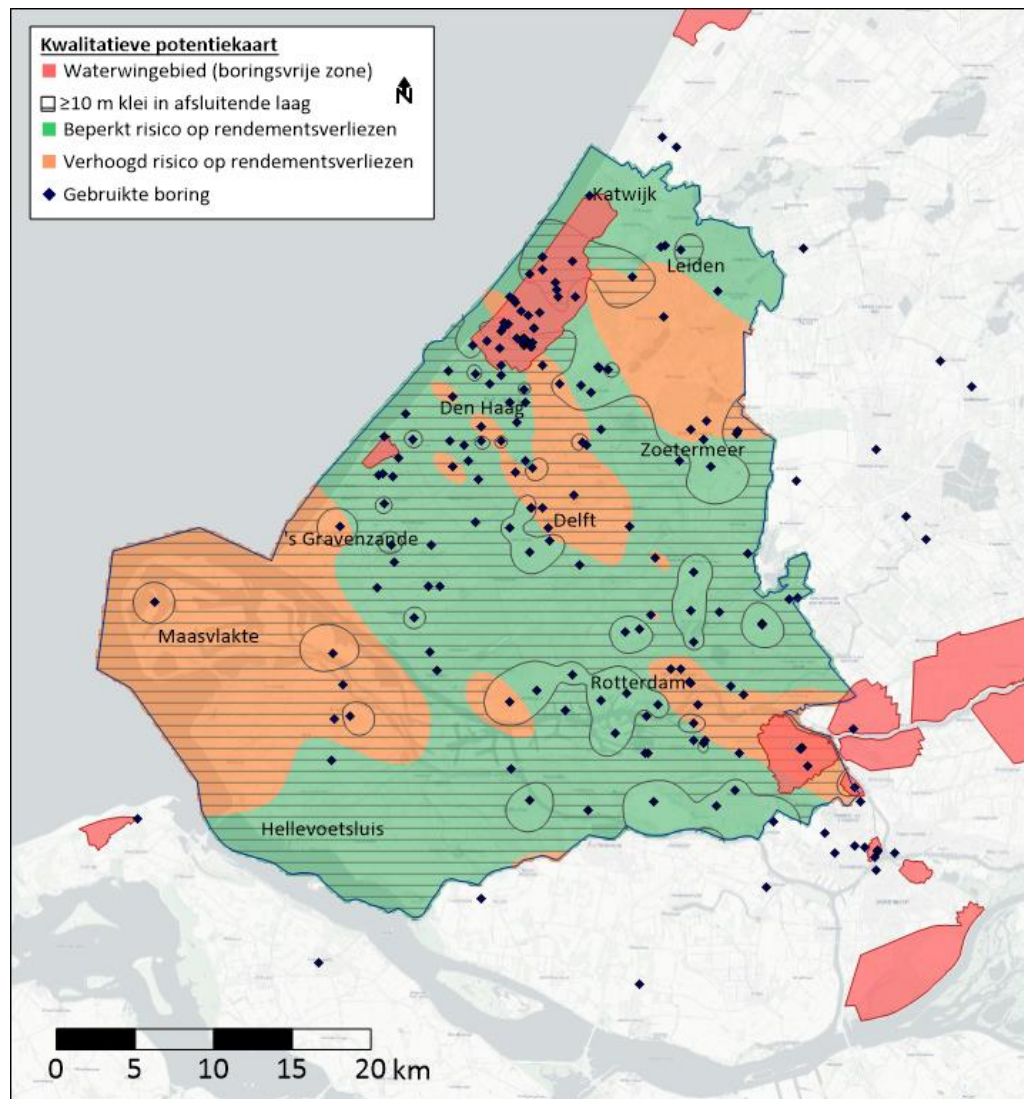 Kwalitatieve potentiekaart
Waterwingebied (boringsvrije zone)
≥10 m klei in afsluitende laag
Beperkt risico op rendementsverliezen
Verhoogd risico op rendementsverliezen
Gebruikte boring
N
Katwijk
Leiden
Den Haag
Zoetermeer
Delft
's Gravenzande
Maasvlakte
Rotterdam
Hellevoetsluis
0 5 10 15 20 km